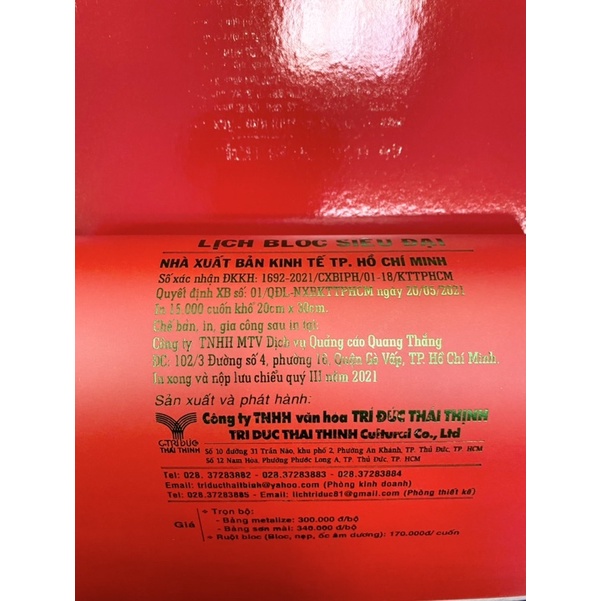 LỊCH BLOC SIÊU ĐẠI
NHÀ XUẤT BẢN KINH TẾ TP. HỒ CHÍ MINH
Số xác nhận ĐKKH: 1692-2021/CXBIPH/01-18/KTTPHCM
Quyết định XB số: 01/QĐL-NXBKTTPHCM ngày 20/05/2021
In 15.000 cuốn khổ 20cm x 30cm.
Chế bản, in, gia công sau in tại:
Công ty TNHH MTV Dịch vụ Quảng cáo Quang Thắng
ĐC: 102/3 Đường số 4, phường 16, Quận Gò Vấp, TP. Hồ Chí Minh.
In xong và nộp lưu chiểu quý III năm 2021
Sản xuất và phát hành:
Công ty TNHH văn hóa TRÍ ĐỨC THÁI THỊNH
TRI DUC THAI THINH Cultural Co., Ltd
TRI DUC
THAI THINH
Số 10 đường 31 Trần Não, khu phố 2, Phường An Khánh, TP. Thủ Đức, TP. HCM
Số 12 Nam Hòa, Phường Phước Long A, TP. Thủ Đức, TP. HCM
Tel: 028. 37283882 - 028.37283883 - 028.37283884
Email: (Phòng kinh doanh)
Tel: 028.37283885 - Email: lichtriduc81@gmail.com (Phòng thiết kế)
Giá
+ Trọn bộ:
- Bảng metalize: 300.000 đ/bộ
- Bảng sơn mài: 340.000 đ/bộ
+ Ruột bloc (Bloc, nẹp, ốc âm dương): 170.000đ/ cuốn